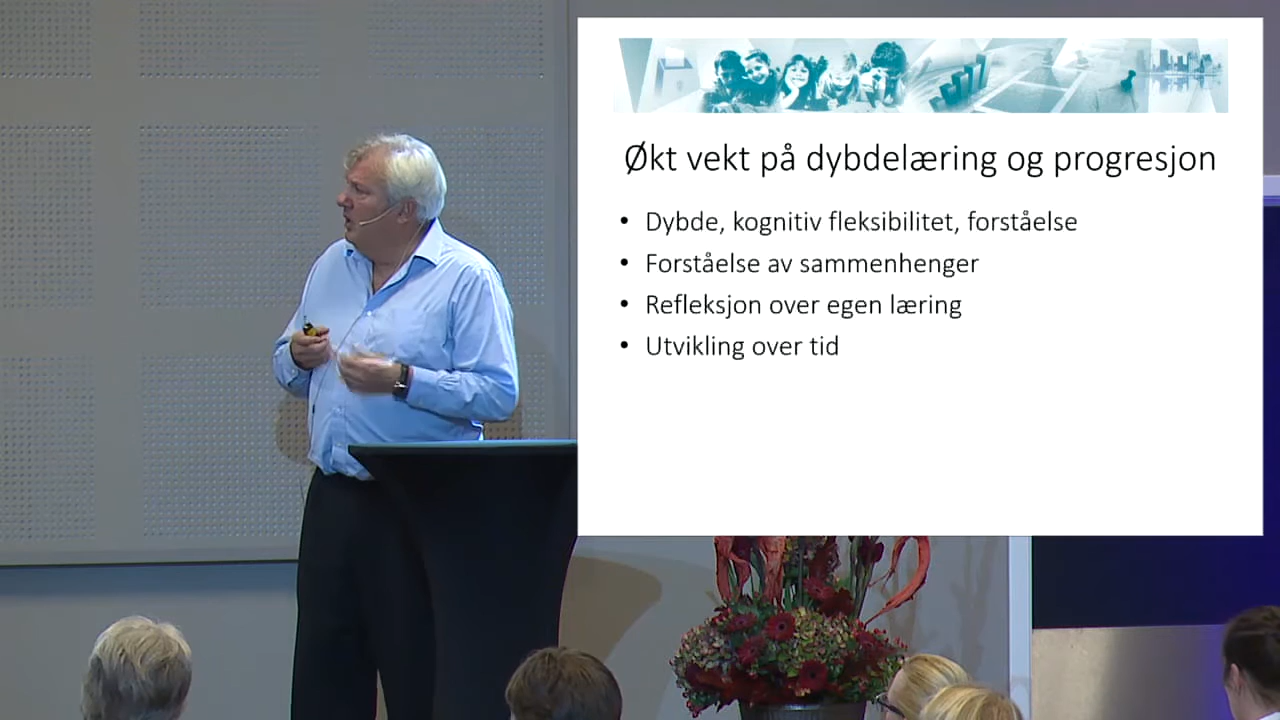 Økt vekt på dybdelæring og progresjon
• Dybde, kognitiv fleksibilitet, forståelse
• Forståelse av sammenhenger
• Refleksjon over egen læring
• Utvikling over tid